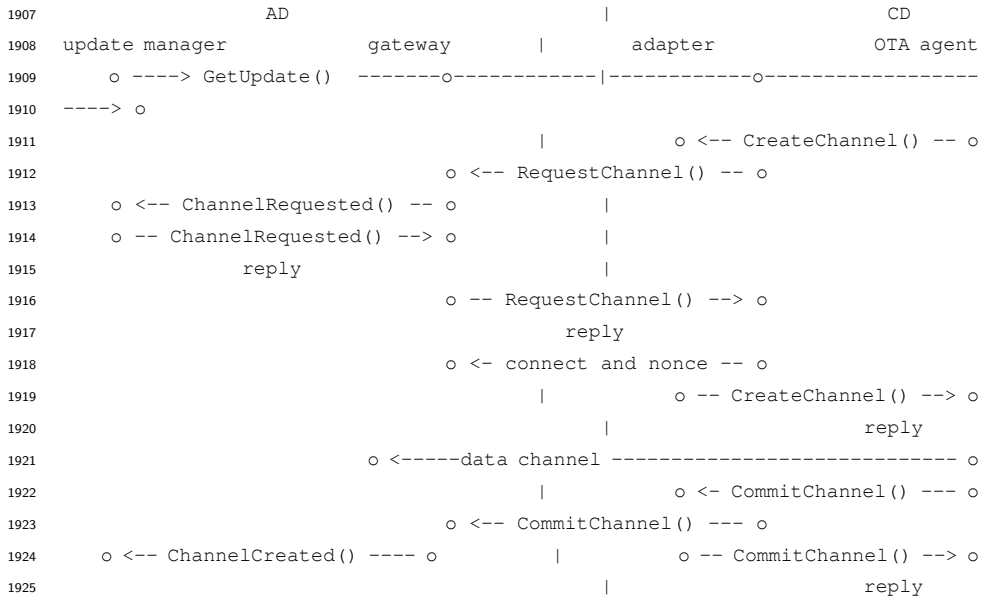 1907 AD | CD
1908 update manager gateway | adapter OTA agent
1909 o ----> GetUpdate() -------o------------|------------o------------------
1910 ----> o
1911 | o <-- CreateChannel() -- o
1912 o <-- RequestChannel() -- o
1913 o <-- ChannelRequested() -- o |
1914 o -- ChannelRequested() --> o |
1915 reply |
1916 o -- RequestChannel() --> o
1917 reply
1918 o <- connect and nonce -- o
1919 | o -- CreateChannel() --> o
1920 | reply
1921 o <-----data channel ----------------------------- o
1922 | o <- CommitChannel() --- o
1923 o <-- CommitChannel() --- o
1924 o <-- ChannelCreated() ---- o | o -- CommitChannel() --> o
1925 | reply